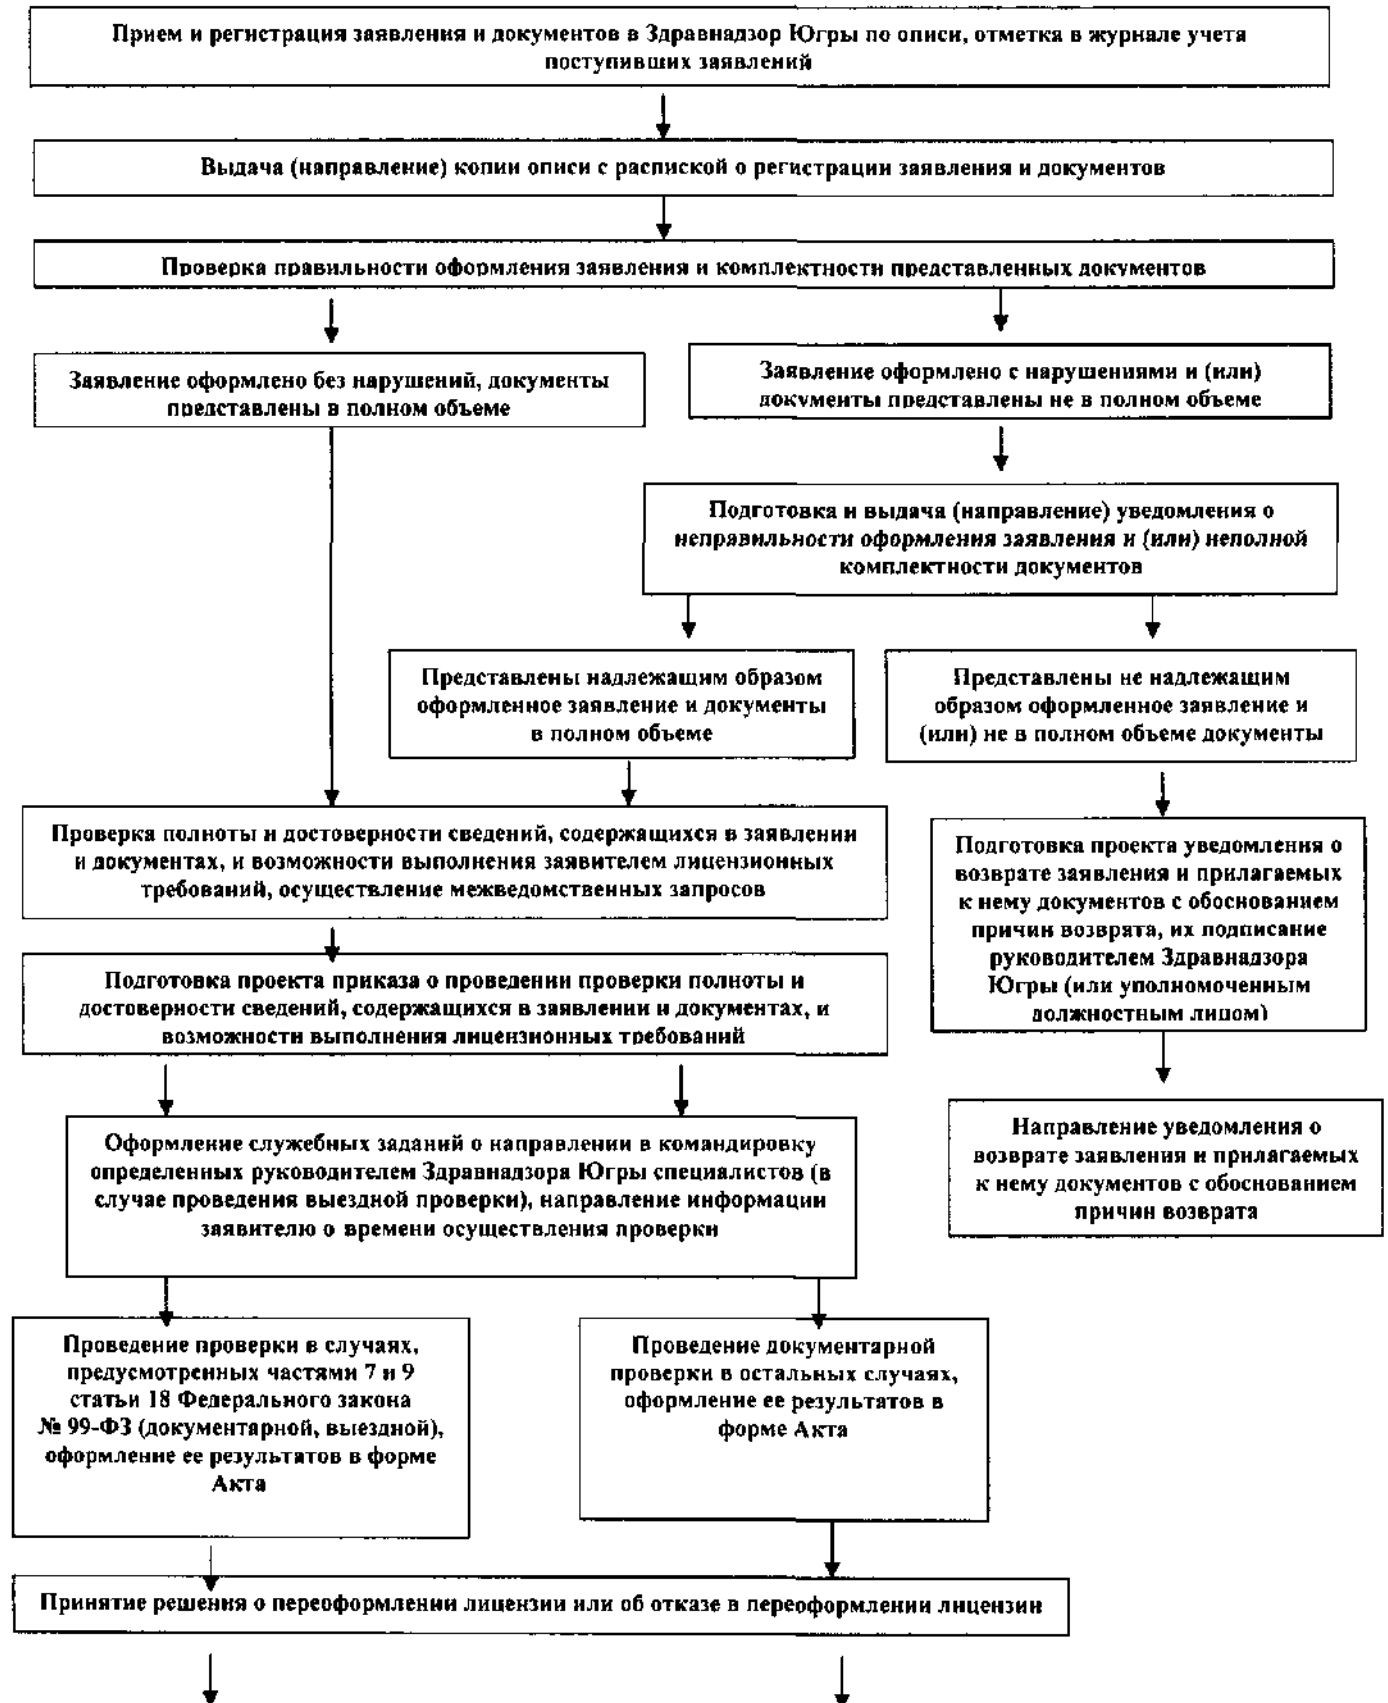 Прием и регистрация заявления и документов в Здравнадзор Югры по описи, отметка в журнале учета
поступивших заявлений
Выдача (направление) копии описи с распиской о регистрации заявления и документов
Проверка правильности оформления заявления и комплектности представленных документов
Заявление оформлено без нарушений, документы
представлены в полном объеме
Заявление оформлено с нарушениями и (или)
документы представлены не в полном объеме
Подготовка и выдача (направление) уведомления о
неправильности оформления заявления и (или) неполной
комплектности документов
Представлены надлежащим образом
оформленное заявление и документы
в полном объеме
Представлены не надлежащим
образом оформленное заявление и
(или) не в полном объеме документы
Проверка полноты и достоверности сведений, содержащихся в заявлении
и документах, и возможности выполнения заявителем лицензионных
требований, осуществление межведомственных запросов
Подготовка проекта уведомления о
возврате заявления и прилагаемых
к нему документов с обоснованием
причин возврата, их подписание
руководителем Здравнадзора
Югры (или уполномоченным
должностным лицом)
Подготовка проекта приказа о проведении проверки полноты и
достоверности сведений, содержащихся в заявлении и документах, и
возможности выполнения лицензионных требований
Оформление служебных заданий о направлении в командировку
определенных руководителем Здравнадзора Югры специалистов (в
случае проведения выездной проверки), направление информации
заявителю о времени осуществления проверки
Направление уведомления о
возврате заявления и прилагаемых
к нему документов с обоснованием
причин возврата
Проведение проверки в случаях,
предусмотренных частями 7 и 9
статьи 18 Федерального закона
№ 99-ФЗ (документарной, выездной),
оформление ее результатов в форме
Акта
Проведение документарной
проверки в остальных случаях,
оформление ее результатов в
форме Акта
Принятие решения о переоформлении лицензии или об отказе в переоформлении лицензии